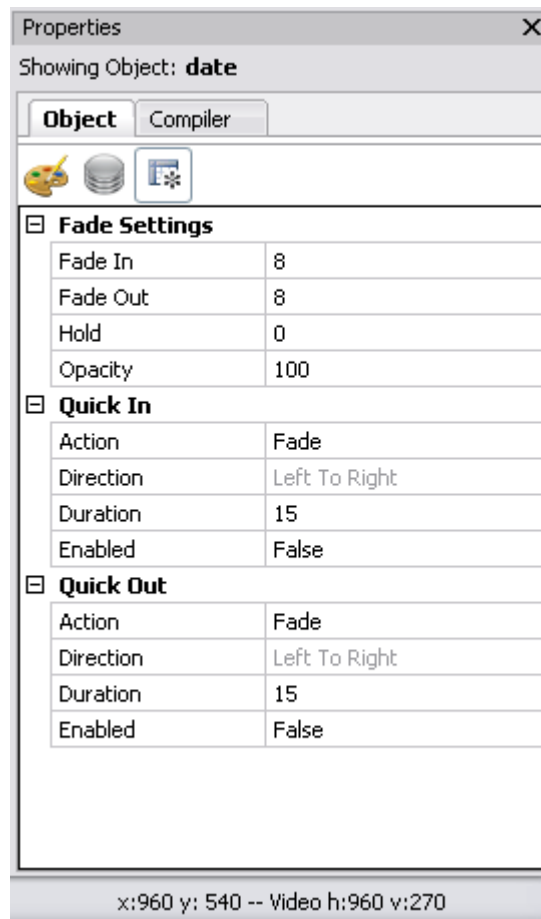 Properties
Showing Object: date
Object Compiler
Fade Settings
Fade In 8
Fade Out 8
Hold 0
Opacity 100
Quick In
Action Fade
Direction Left To Right
Duration 15
Enabled False
Quick Out
Action Fade
Direction Left To Right
Duration 15
Enabled False
x:960 y: 540 -- Video h:960 v:270